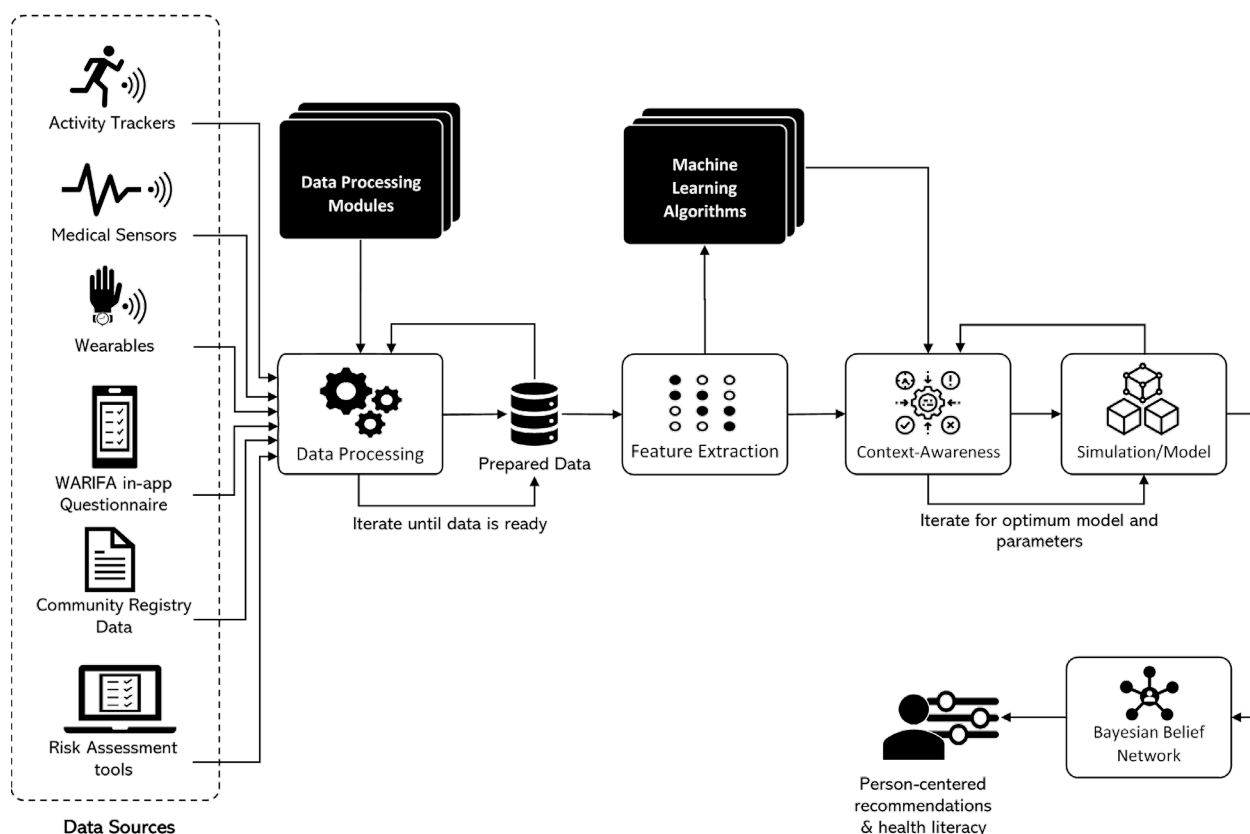 Activity Trackers
Medical Sensors
Wearables
WARIFA in-app
Questionnaire
Community Registry
Data
Risk Assessment
tools
Data Sources
Data Processing
Modules
Data Processing
Prepared Data
Iterate until data is ready
Machine
Learning
Algorithms
Feature Extraction
Context-Awareness
Simulation/Model
Iterate for optimum model and
parameters
Bayesian Belief
Network
Person-centered
recommendations
& health literacy